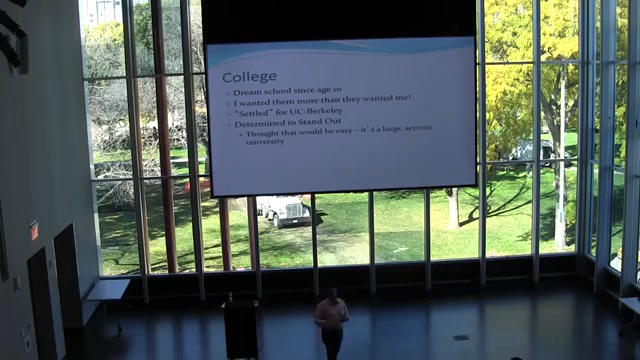 College
Dream school since age 10
I wanted them more than they wanted me!
"Settled" for UC-Berkeley
Determined to Stand Out
Thought that would be easy – it's a large, activist
university